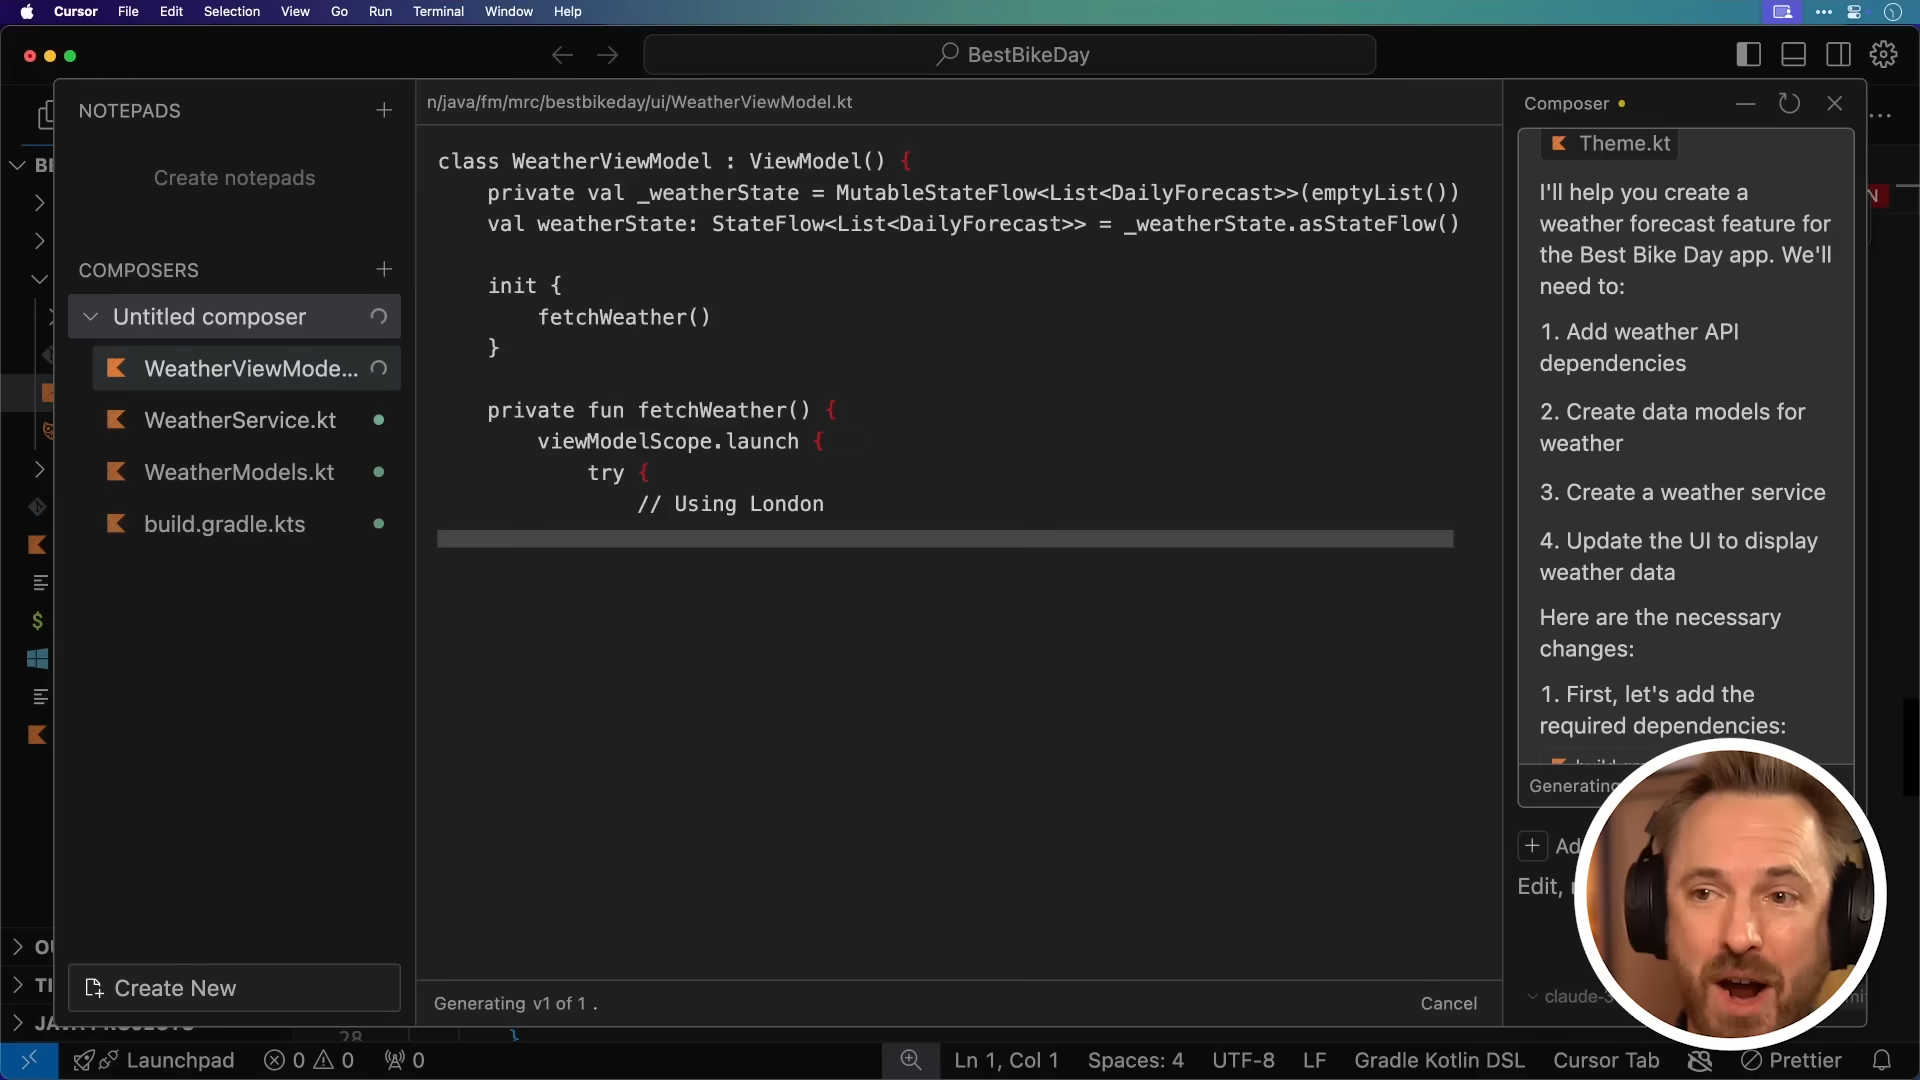 Cursor File Edit Selection View Go Run Terminal Window Help
BestBikeDay
NOTEPADS
Create notepads
COMPOSERS
Untitled composer
WeatherViewMode...
WeatherService.kt
WeatherModels.kt
build.gradle.kts
Create New
n/java/fm/mrc/bestbikeday/ui/WeatherViewModel.kt
class WeatherViewModel : ViewModel() {
private val _weatherState = MutableStateFlow<List<DailyForecast>>(emptyList())
val weatherState: StateFlow<List<DailyForecast>> = _weatherState.asStateFlow()
init {
fetchWeather()
}
private fun fetchWeather() {
viewModelScope.launch {
try {
// Using London
Generating v1 of 1 .
Cancel
Composer
Theme.kt
I'll help you create a
weather forecast feature for
the Best Bike Day app. We'll
need to:
1. Add weather API
dependencies
2. Create data models for
weather
3. Create a weather service
4. Update the UI to display
weather data
Here are the necessary
changes:
1. First, let's add the
required dependencies:
Generating
Edit,
28
}
Launchpad 0 0 0
Ln 1, Col 1 Spaces: 4 UTF-8 LF Gradle Kotlin DSL Cursor Tab Prettier